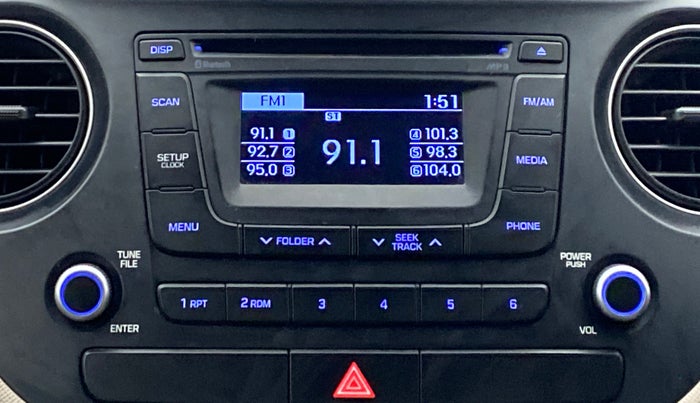 DISP
Bluetooth
MP3
SCAN
FM1
1:51
FM/AM
ST
91.1 1
4 101.3
SETUP
CLOCK
92.7 2
91.1
5 98.3
MEDIA
95.0 3
6 104.0
MENU
FOLDER
SEEK
TRACK
PHONE
TUNE
FILE
POWER
PUSH
1 RPT
2 RDM
3
4
5
6
ENTER
VOL